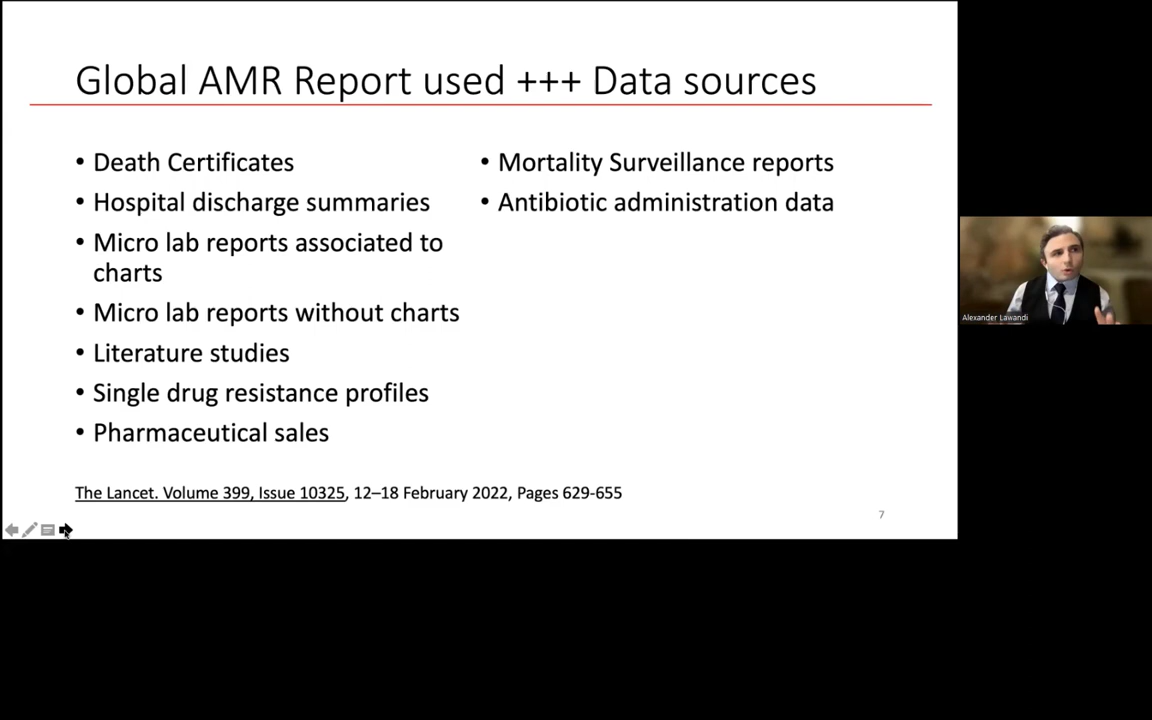 Global AMR Report used +++ Data sources
• Death Certificates
• Hospital discharge summaries
• Micro lab reports associated to
charts
• Micro lab reports without charts
• Literature studies
• Single drug resistance profiles
• Pharmaceutical sales
• Mortality Surveillance reports
• Antibiotic administration data
The Lancet. Volume 399, Issue 10325, 12–18 February 2022, Pages 629-655
7
Alexander Lawandi